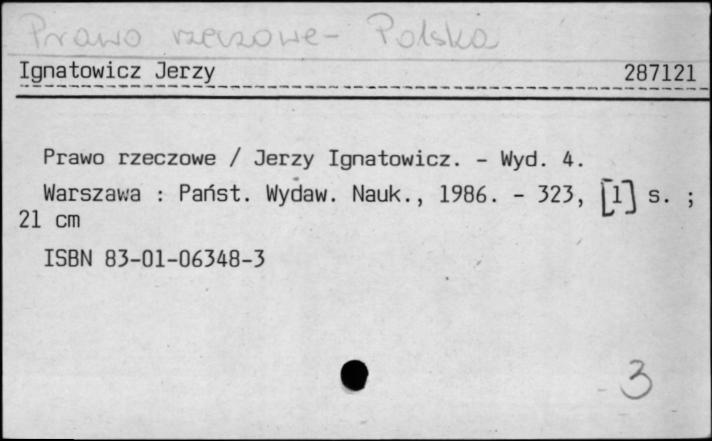 Prawo rzeczowe - Polska
Ignatowicz Jerzy 287121
Prawo rzeczowe / Jerzy Ignatowicz. - Wyd. 4.
Warszawa : Państ. Wydaw. Nauk., 1986. - 323, [1] s. ;
21 cm
ISBN 83-01-06348-3
3